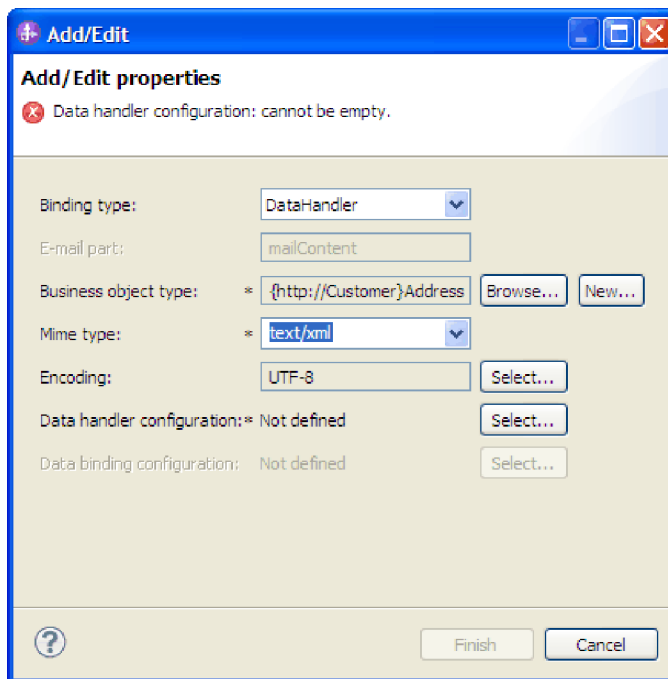 Add/Edit
Add/Edit properties
Data handler configuration: cannot be empty.
Binding type: DataHandler
E-mail part: mailContent
Business object type: * {http://Customer}Address Browse... New...
Mime type: * text/xml
Encoding: UTF-8 Select...
Data handler configuration:* Not defined Select...
Data binding configuration: Not defined Select...
? Finish Cancel